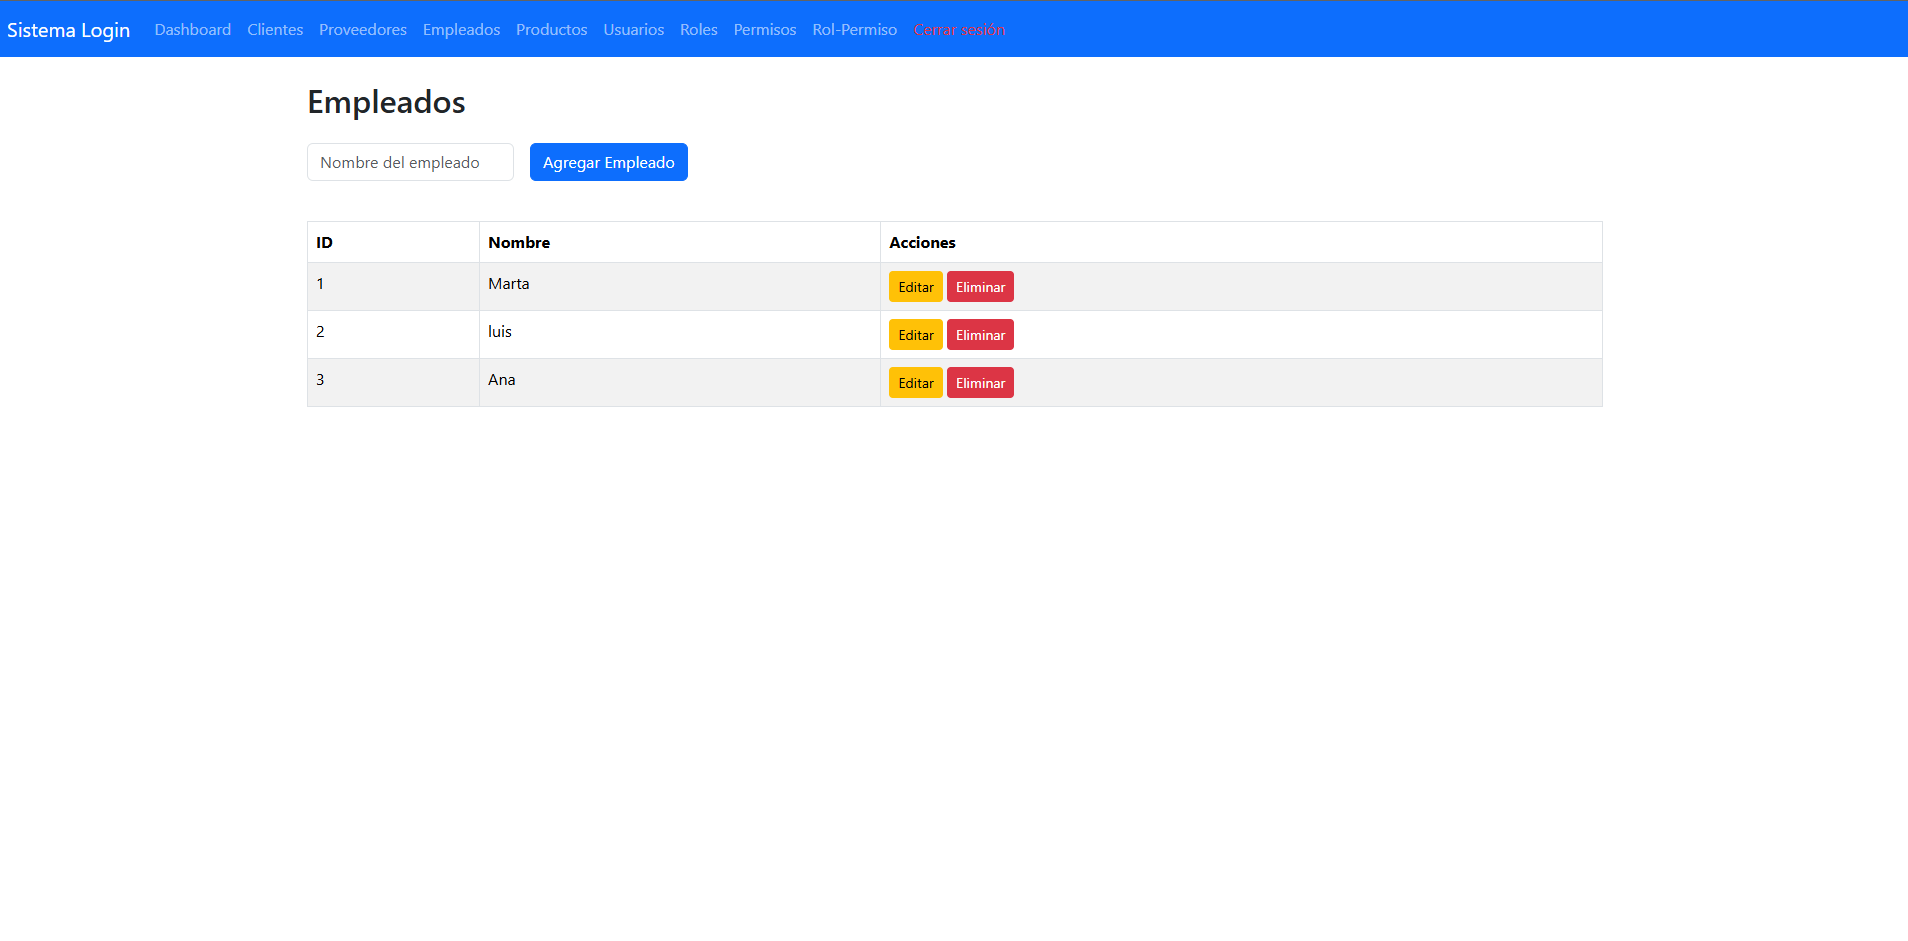 Sistema Login Dashboard Clientes Proveedores Empleados Productos Usuarios Roles Permisos Rol-Permiso Cerrar sesión
Empleados
Nombre del empleado Agregar Empleado
ID Nombre Acciones
1 Marta Editar Eliminar
2 luis Editar Eliminar
3 Ana Editar Eliminar